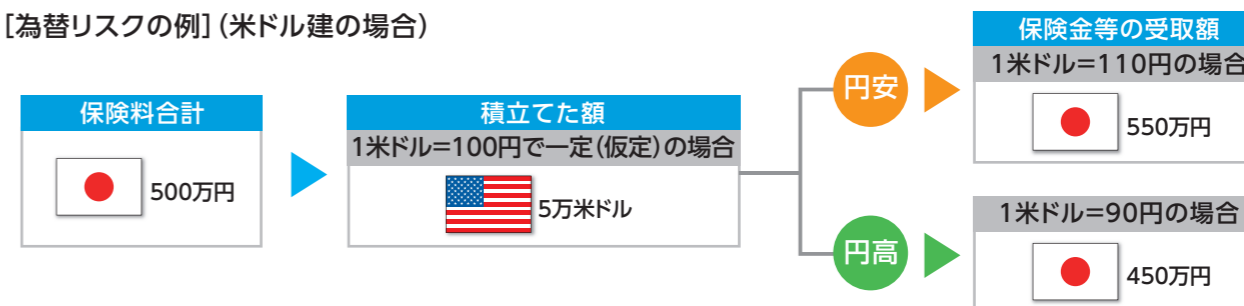 [為替リスクの例](米ドル建の場合)
保険料合計
500万円
積立てた額
1米ドル=100円で一定(仮定)の場合
5万米ドル
円安
円高
保険金等の受取額
1米ドル=110円の場合
550万円
1米ドル=90円の場合
450万円